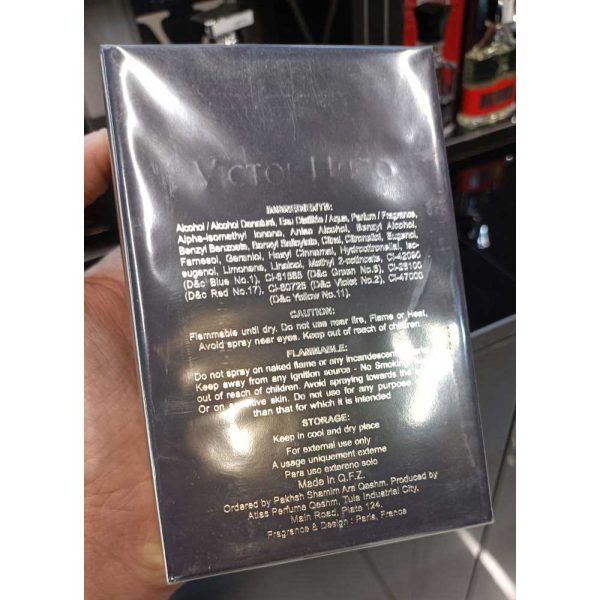 VICTOR HUGO
INGREDIENTS:
Alcohol / Alcohol Denaturé, Eau Distillée / Aqua, Parfum / Fragrance,
Alpha-isomethyl Ionone, Anise Alcohol, Benzyl Alcohol,
Benzyl Benzoate, Benzyl Salicylate, Citral, Citronellol, Eugenol,
Farnesol, Geraniol, Hexyl Cinnamal, Hydroxycitronellal, Iso-
eugenol, Limonene, Linalool, Methyl 2-octinoate, CI-42090
(D&c Blue No.1), CI-61565 (D&c Green No.6), CI-26100
(D&c Red No.17), CI-60725 (D&c Violet No.2), CI-47000
(D&c Yellow No.11).
CAUTION:
Flammable until dry. Do not use near fire, Flame or Heat,
Avoid spray near eyes. Keep out of reach of children.
FLAMMABLE:
Do not spray on naked flame or any incandescent
Keep away from any ignition source - No Smoking
out of reach of children. Avoid spraying towards the
Or on sensitive skin. Do not use for any purpose
than that for which it is intended
STORAGE:
Keep in cool and dry place
For external use only
A usage uniquement externe
Para uso extereno solo
Made In Q.F.Z.
Ordered by Pakhsh Shamim Ara Qeshm. Produced by
Atlas Perfume Qeshm, Tula Industrial City,
Main Road, Plate 124.
Fragrance & Design : Paris, France